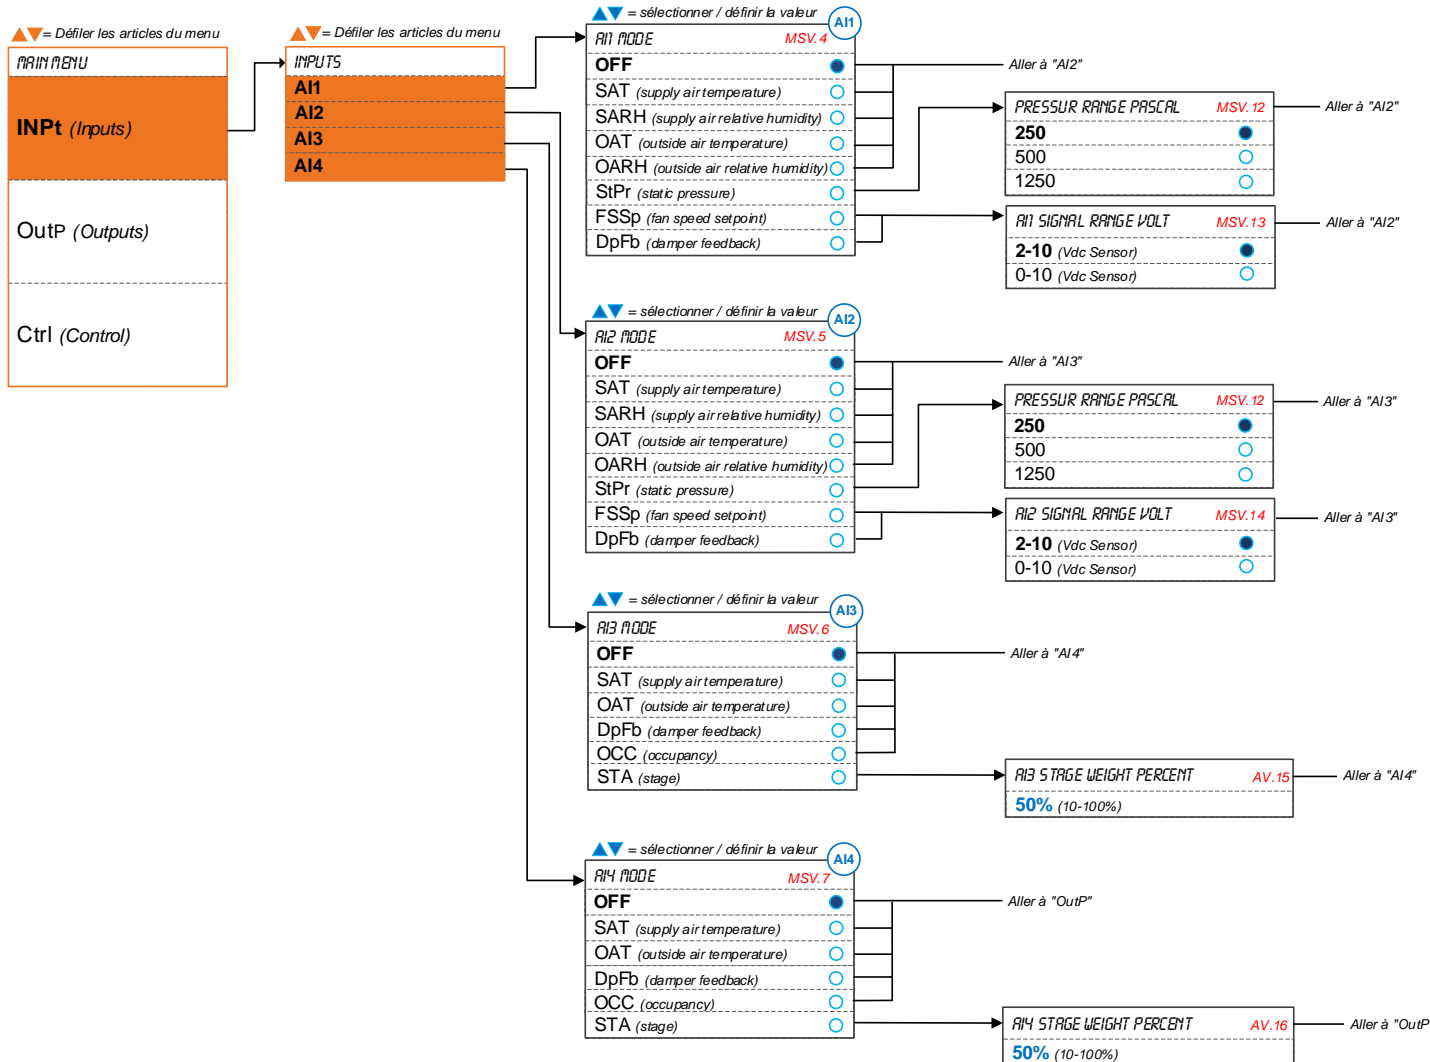 = Défiler les articles du menu
MAIN MENU
INPt (Inputs)
OutP (Outputs)
Ctrl (Control)
= Défiler les articles du menu
INPUTS
AI1
AI2
AI3
AI4
= sélectionner / définir la valeur
AI1
AI1 MODE MSV.4
OFF
SAT (supply air temperature)
SARH (supply air relative humidity)
OAT (outside air temperature)
OARH (outside air relative humidity)
StPr (static pressure)
FSSp (fan speed setpoint)
DpFb (damper feedback)
Aller à "AI2"
PRESSUR RANGE PASCAL MSV.12
250
500
1250
Aller à "AI2"
AI1 SIGNAL RANGE VOLT MSV.13
2-10 (Vdc Sensor)
0-10 (Vdc Sensor)
Aller à "AI2"
= sélectionner / définir la valeur
AI2
AI2 MODE MSV.5
OFF
SAT (supply air temperature)
SARH (supply air relative humidity)
OAT (outside air temperature)
OARH (outside air relative humidity)
StPr (static pressure)
FSSp (fan speed setpoint)
DpFb (damper feedback)
Aller à "AI3"
PRESSUR RANGE PASCAL MSV.12
250
500
1250
Aller à "AI3"
AI2 SIGNAL RANGE VOLT MSV.14
2-10 (Vdc Sensor)
0-10 (Vdc Sensor)
Aller à "AI3"
= sélectionner / définir la valeur
AI3
AI3 MODE MSV.6
OFF
SAT (supply air temperature)
OAT (outside air temperature)
DpFb (damper feedback)
OCC (occupancy)
STA (stage)
Aller à "AI4"
AI3 STAGE WEIGHT PERCENT AV.15
50% (10-100%)
Aller à "AI4"
= sélectionner / définir la valeur
AI4
AI4 MODE MSV.7
OFF
SAT (supply air temperature)
OAT (outside air temperature)
DpFb (damper feedback)
OCC (occupancy)
STA (stage)
Aller à "OutP"
AI4 STAGE WEIGHT PERCENT AV.16
50% (10-100%)
Aller à "OutP